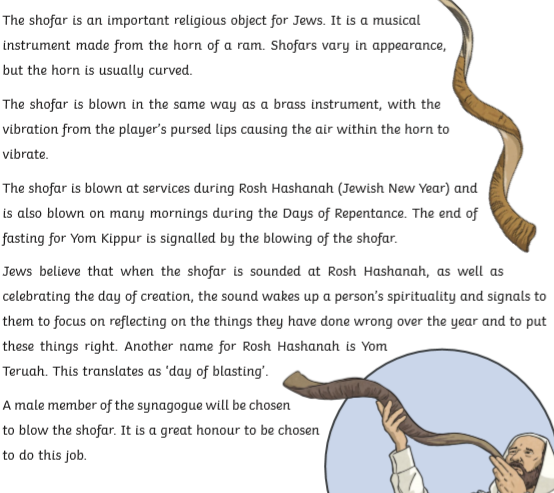 The shofar is an important religious object for Jews. It is a musical
instrument made from the horn of a ram. Shofars vary in appearance,
but the horn is usually curved.
The shofar is blown in the same way as a brass instrument, with the
vibration from the player's pursed lips causing the air within the horn to
vibrate.
The shofar is blown at services during Rosh Hashanah (Jewish New Year) and
is also blown on many mornings during the Days of Repentance. The end of
fasting for Yom Kippur is signalled by the blowing of the shofar.
Jews believe that when the shofar is sounded at Rosh Hashanah, as well as
celebrating the day of creation, the sound wakes up a person's spirituality and signals to
them to focus on reflecting on the things they have done wrong over the year and to put
these things right. Another name for Rosh Hashanah is Yom
Teruah. This translates as 'day of blasting'.
A male member of the synagogue will be chosen
to blow the shofar. It is a great honour to be chosen
to do this job.